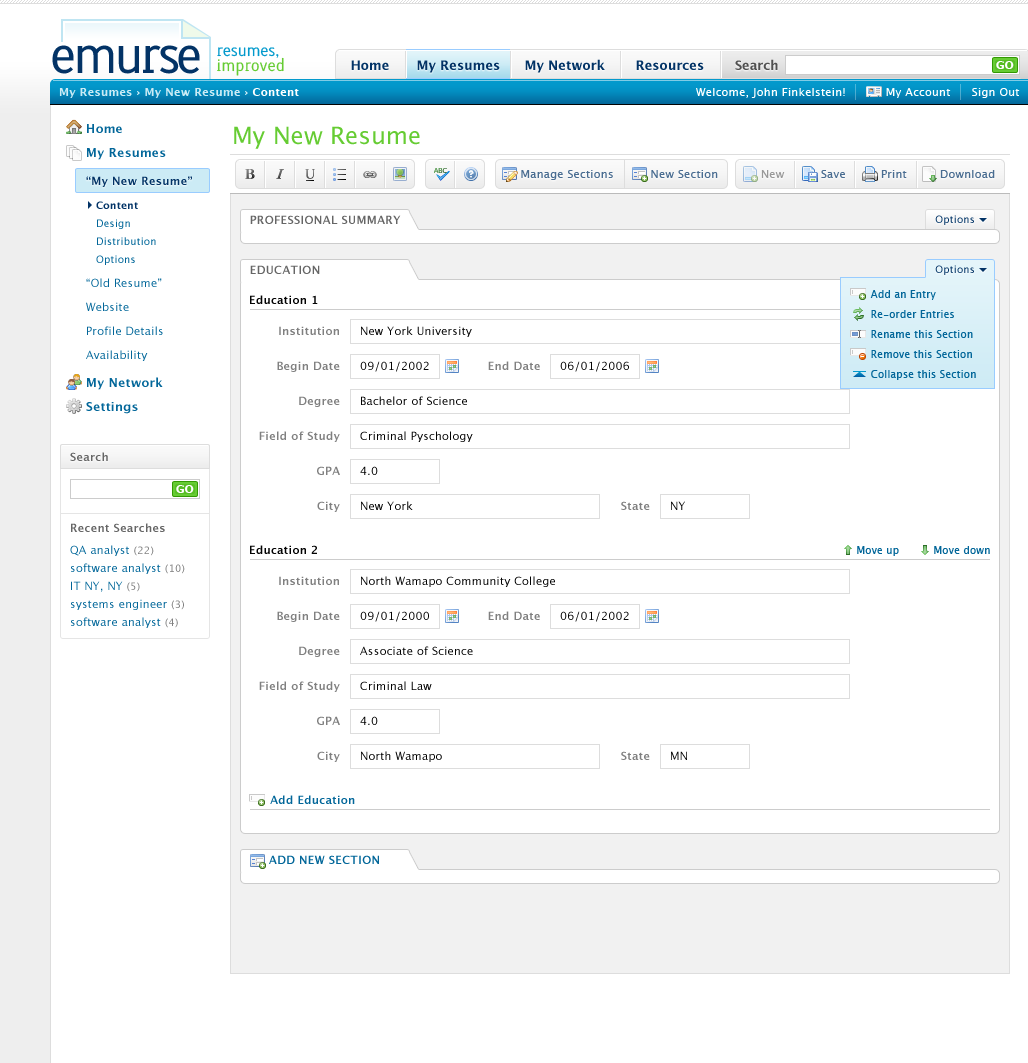 emurse resumes,
improved
Home My Resumes My Network Resources Search GO
My Resumes › My New Resume › Content Welcome, John Finkelstein! My Account Sign Out
Home
My Resumes
“My New Resume”
Content
Design
Distribution
Options
“Old Resume”
Website
Profile Details
Availability
My Network
Settings
Search
GO
Recent Searches
QA analyst (22)
software analyst (10)
IT NY, NY (5)
systems engineer (3)
software analyst (4)
My New Resume
B I U ABC ? Manage Sections New Section New Save Print Download
PROFESSIONAL SUMMARY Options
EDUCATION Options
Add an Entry
Re-order Entries
Rename this Section
Remove this Section
Collapse this Section
Education 1
Institution New York University
Begin Date 09/01/2002 End Date 06/01/2006
Degree Bachelor of Science
Field of Study Criminal Pyschology
GPA 4.0
City New York State NY
Education 2 Move up Move down
Institution North Wamapo Community College
Begin Date 09/01/2000 End Date 06/01/2002
Degree Associate of Science
Field of Study Criminal Law
GPA 4.0
City North Wamapo State MN
Add Education
ADD NEW SECTION